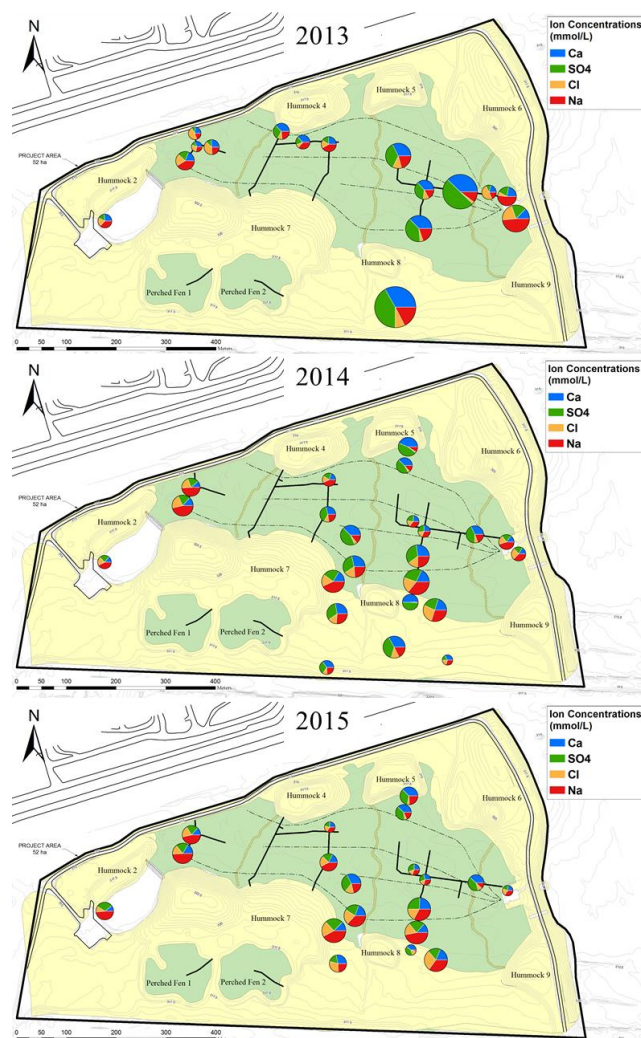 2013
N
Ion Concentrations
(mmol/L)
Ca
SO4
Cl
Na
Hummock 4
Hummock 5
Hummock 6
PROJECT AREA
52 ha
Hummock 2
Hummock 7
Hummock 8
Hummock 9
Perched Fen 1
Perched Fen 2
0 50 100 200 300 400
Meters
2014
N
Ion Concentrations
(mmol/L)
Ca
SO4
Cl
Na
Hummock 4
Hummock 5
Hummock 6
PROJECT AREA
52 ha
Hummock 2
Hummock 7
Hummock 8
Hummock 9
Perched Fen 1
Perched Fen 2
0 50 100 200 300 400
Meters
2015
N
Ion Concentrations
(mmol/L)
Ca
SO4
Cl
Na
Hummock 4
Hummock 5
Hummock 6
PROJECT AREA
52 ha
Hummock 2
Hummock 7
Hummock 8
Hummock 9
Perched Fen 1
Perched Fen 2
0 50 100 200 300 400
Meters